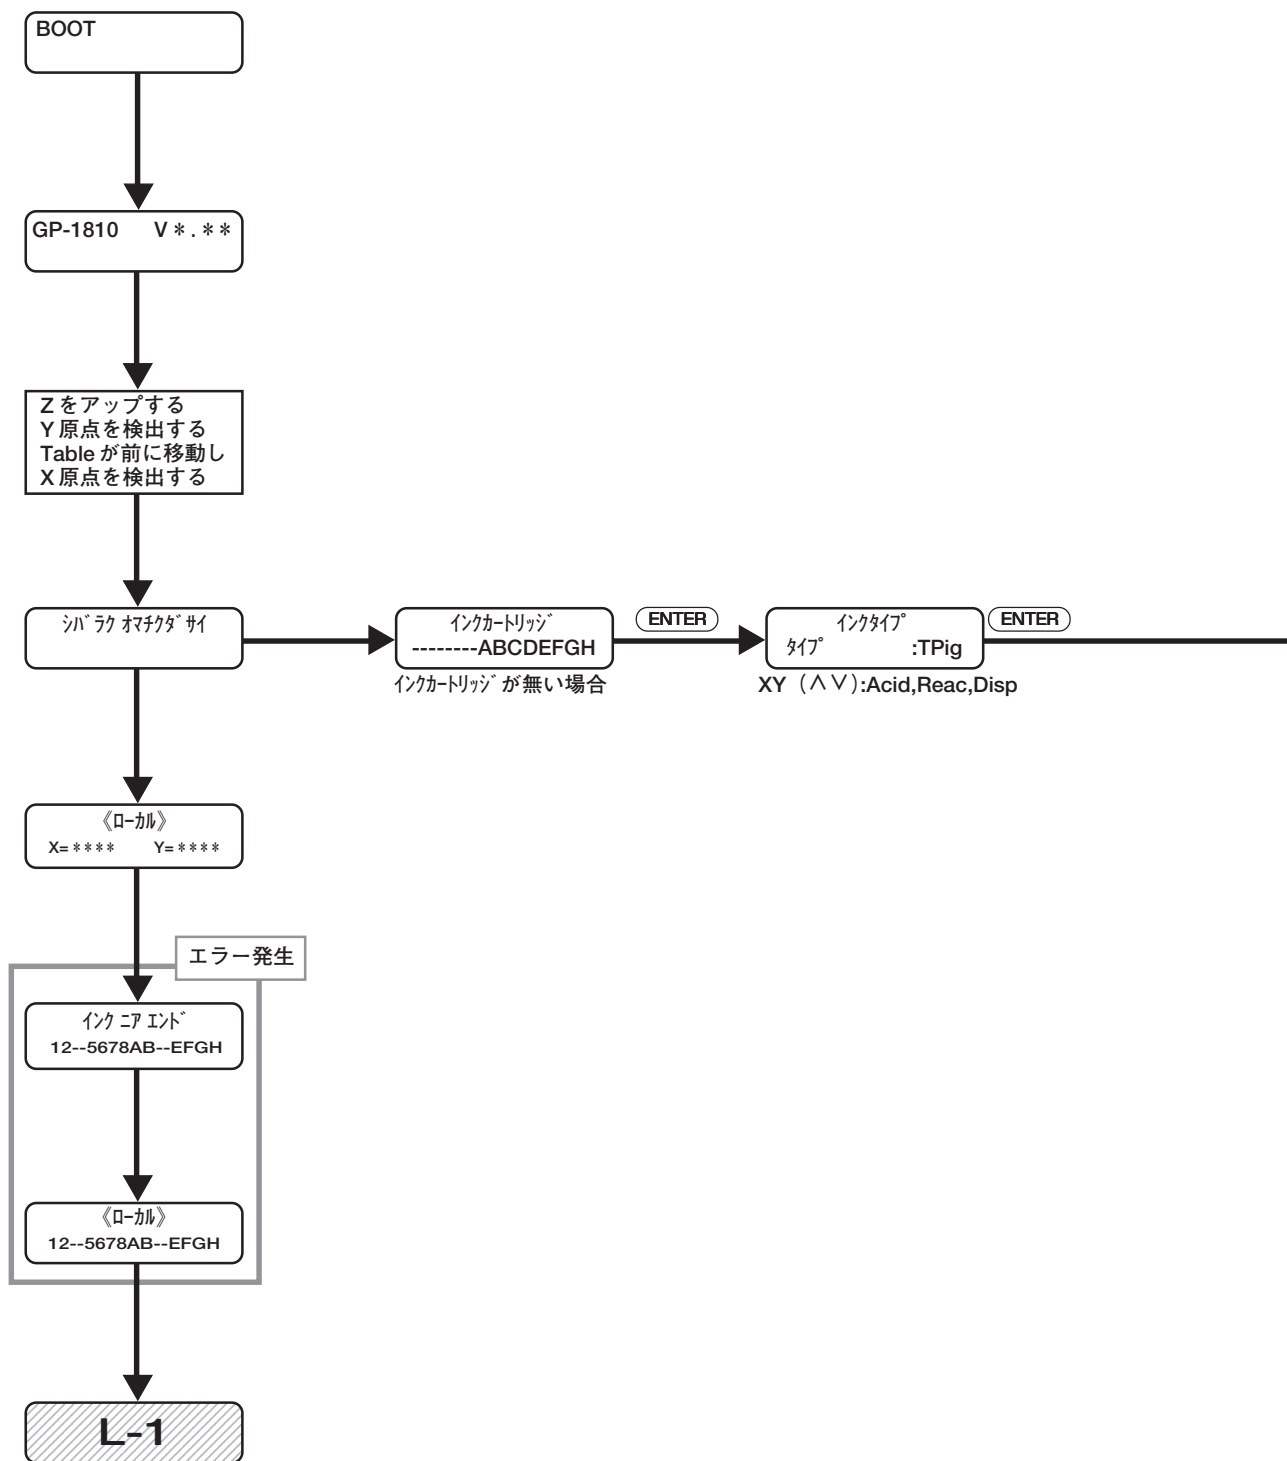 BOOT
GP-1810 V＊.＊＊
Zをアップする
Y原点を検出する
Tableが前に移動し
X原点を検出する
ｼﾊﾞﾗｸ ｵﾏﾁｸﾀﾞｻｲ
ｲﾝｸｶｰﾄﾘｯｼﾞ
--------ABCDEFGH
ｲﾝｸｶｰﾄﾘｯｼﾞが無い場合
ENTER
ｲﾝｸﾀｲﾌﾟ
ﾀｲﾌﾟ :TPig
XY（∧∨）:Acid,Reac,Disp
ENTER
《ﾛｰｶﾙ》
X=＊＊＊＊ Y=＊＊＊＊
エラー発生
ｲﾝｸ ﾆｱ ｴﾝﾄﾞ
12--5678AB--EFGH
《ﾛｰｶﾙ》
12--5678AB--EFGH
L-1